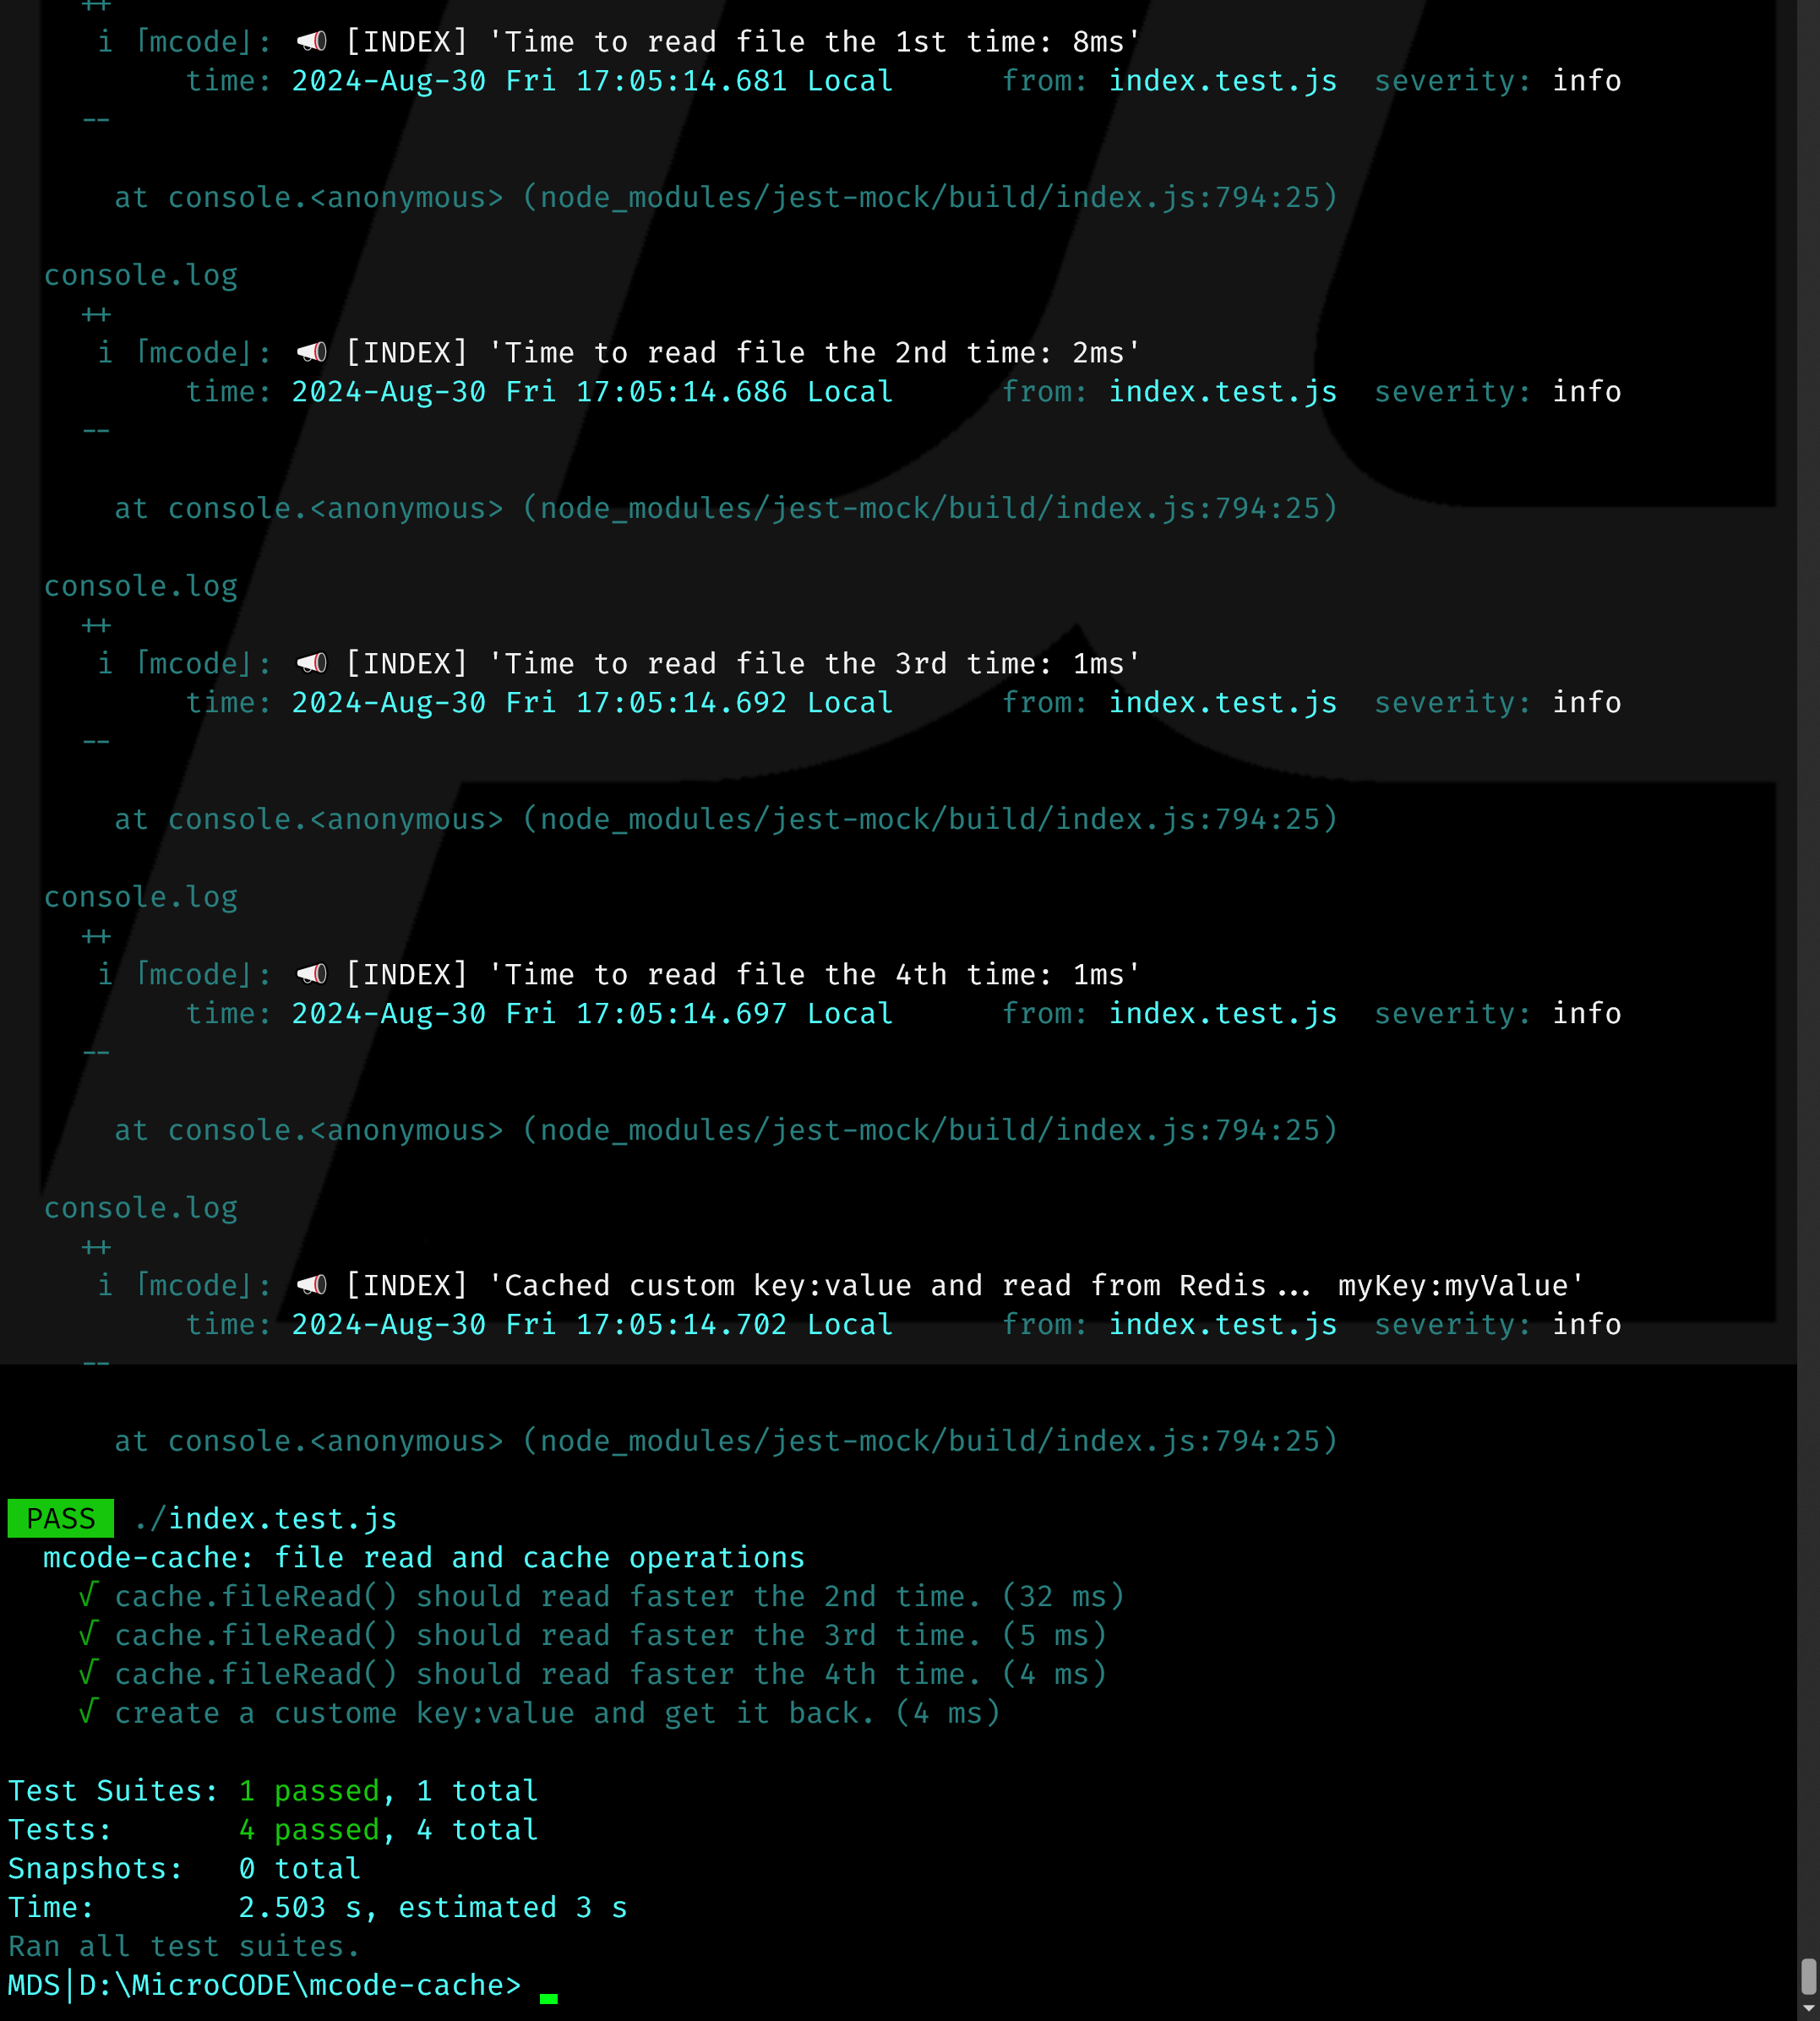 ++
i ⌈mcode⌋: 📢 [INDEX] 'Time to read file the 1st time: 8ms'
time: 2024-Aug-30 Fri 17:05:14.681 Local from: index.test.js severity: info
--
at console.<anonymous> (node_modules/jest-mock/build/index.js:794:25)
console.log
++
i ⌈mcode⌋: 📢 [INDEX] 'Time to read file the 2nd time: 2ms'
time: 2024-Aug-30 Fri 17:05:14.686 Local from: index.test.js severity: info
--
at console.<anonymous> (node_modules/jest-mock/build/index.js:794:25)
console.log
++
i ⌈mcode⌋: 📢 [INDEX] 'Time to read file the 3rd time: 1ms'
time: 2024-Aug-30 Fri 17:05:14.692 Local from: index.test.js severity: info
--
at console.<anonymous> (node_modules/jest-mock/build/index.js:794:25)
console.log
++
i ⌈mcode⌋: 📢 [INDEX] 'Time to read file the 4th time: 1ms'
time: 2024-Aug-30 Fri 17:05:14.697 Local from: index.test.js severity: info
--
at console.<anonymous> (node_modules/jest-mock/build/index.js:794:25)
console.log
++
i ⌈mcode⌋: 📢 [INDEX] 'Cached custom key:value and read from Redis... myKey:myValue'
time: 2024-Aug-30 Fri 17:05:14.702 Local from: index.test.js severity: info
--
at console.<anonymous> (node_modules/jest-mock/build/index.js:794:25)
PASS ./index.test.js
mcode-cache: file read and cache operations
√ cache.fileRead() should read faster the 2nd time. (32 ms)
√ cache.fileRead() should read faster the 3rd time. (5 ms)
√ cache.fileRead() should read faster the 4th time. (4 ms)
√ create a custome key:value and get it back. (4 ms)
Test Suites: 1 passed, 1 total
Tests: 4 passed, 4 total
Snapshots: 0 total
Time: 2.503 s, estimated 3 s
Ran all test suites.
MDS|D:\MicroCODE\mcode-cache>